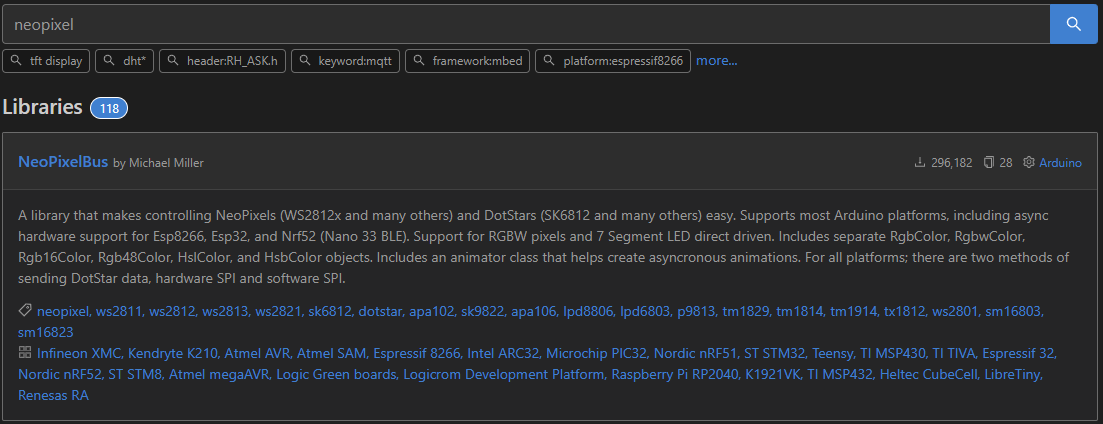 neopixel
tft display dht* header:RH_ASK.h keyword:mqtt framework:mbed platform:espressif8266 more...
Libraries 118
NeoPixelBus by Michael Miller 296,182 28 Arduino
A library that makes controlling NeoPixels (WS2812x and many others) and DotStars (SK6812 and many others) easy. Supports most Arduino platforms, including async
hardware support for Esp8266, Esp32, and Nrf52 (Nano 33 BLE). Support for RGBW pixels and 7 Segment LED direct driven. Includes separate RgbColor, RgbwColor,
Rgb16Color, Rgb48Color, HslColor, and HsbColor objects. Includes an animator class that helps create asyncronous animations. For all platforms; there are two methods of
sending DotStar data, hardware SPI and software SPI.
neopixel, ws2811, ws2812, ws2813, ws2821, sk6812, dotstar, apa102, sk9822, apa106, lpd8806, lpd6803, p9813, tm1829, tm1814, tm1914, tx1812, ws2801, sm16803,
sm16823
Infineon XMC, Kendryte K210, Atmel AVR, Atmel SAM, Espressif 8266, Intel ARC32, Microchip PIC32, Nordic nRF51, ST STM32, Teensy, TI MSP430, TI TIVA, Espressif 32,
Nordic nRF52, ST STM8, Atmel megaAVR, Logic Green boards, Logicrom Development Platform, Raspberry Pi RP2040, K1921VK, TI MSP432, Heltec CubeCell, LibreTiny,
Renesas RA